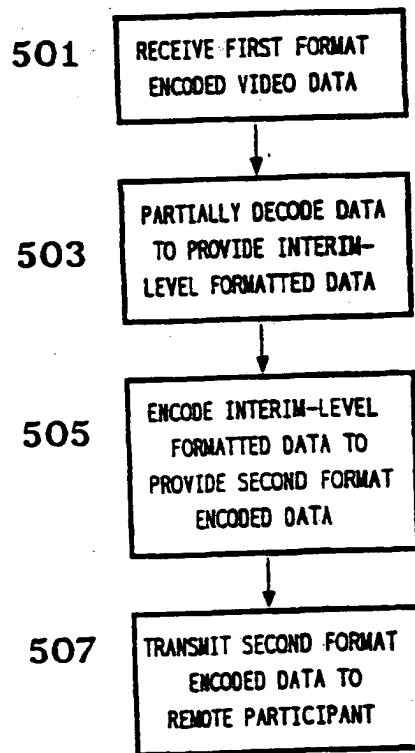 501
RECEIVE FIRST FORMAT
ENCODED VIDEO DATA
503
PARTIALLY DECODE DATA
TO PROVIDE INTERIM-
LEVEL FORMATTED DATA
505
ENCODE INTERIM-LEVEL
FORMATTED DATA TO
PROVIDE SECOND FORMAT
ENCODED DATA
507
TRANSMIT SECOND FORMAT
ENCODED DATA TO
REMOTE PARTICIPANT